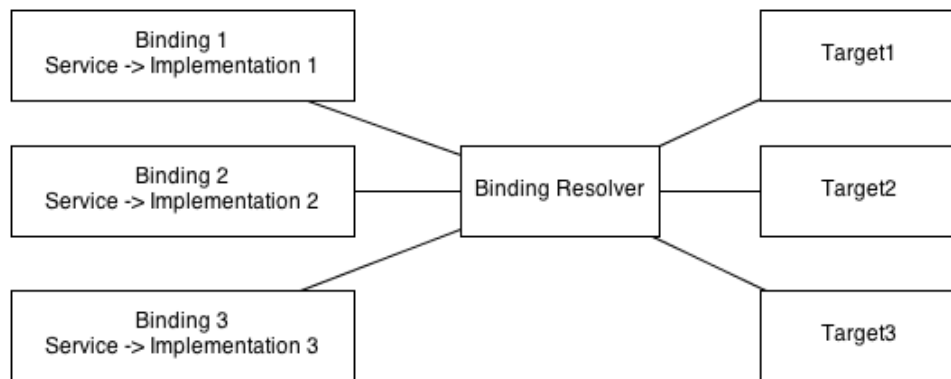 Binding 1
Service -> Implementation 1
Target1
Binding 2
Service -> Implementation 2
Binding Resolver
Target2
Binding 3
Service -> Implementation 3
Target3